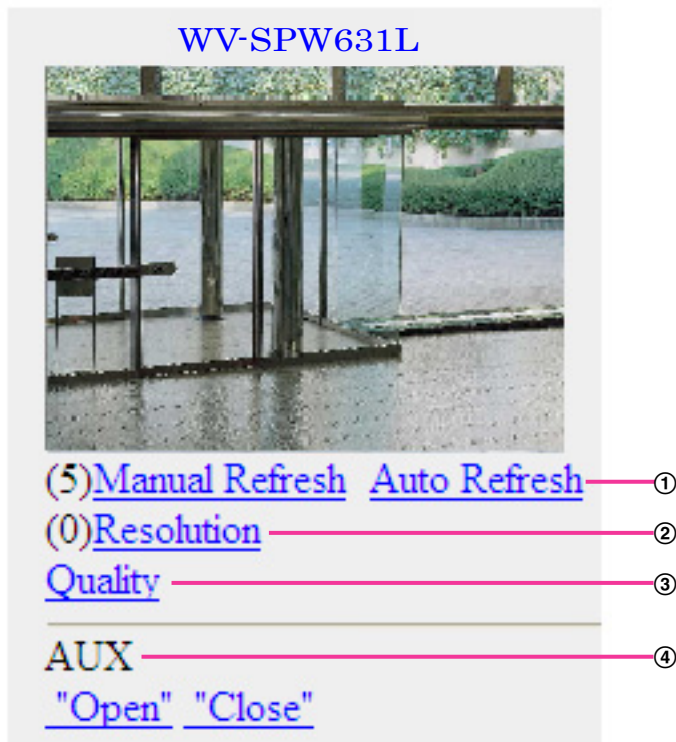 WV-SPW631L
(5)Manual Refresh Auto Refresh ①
(0)Resolution ②
Quality ③
AUX ④
"Open" "Close"